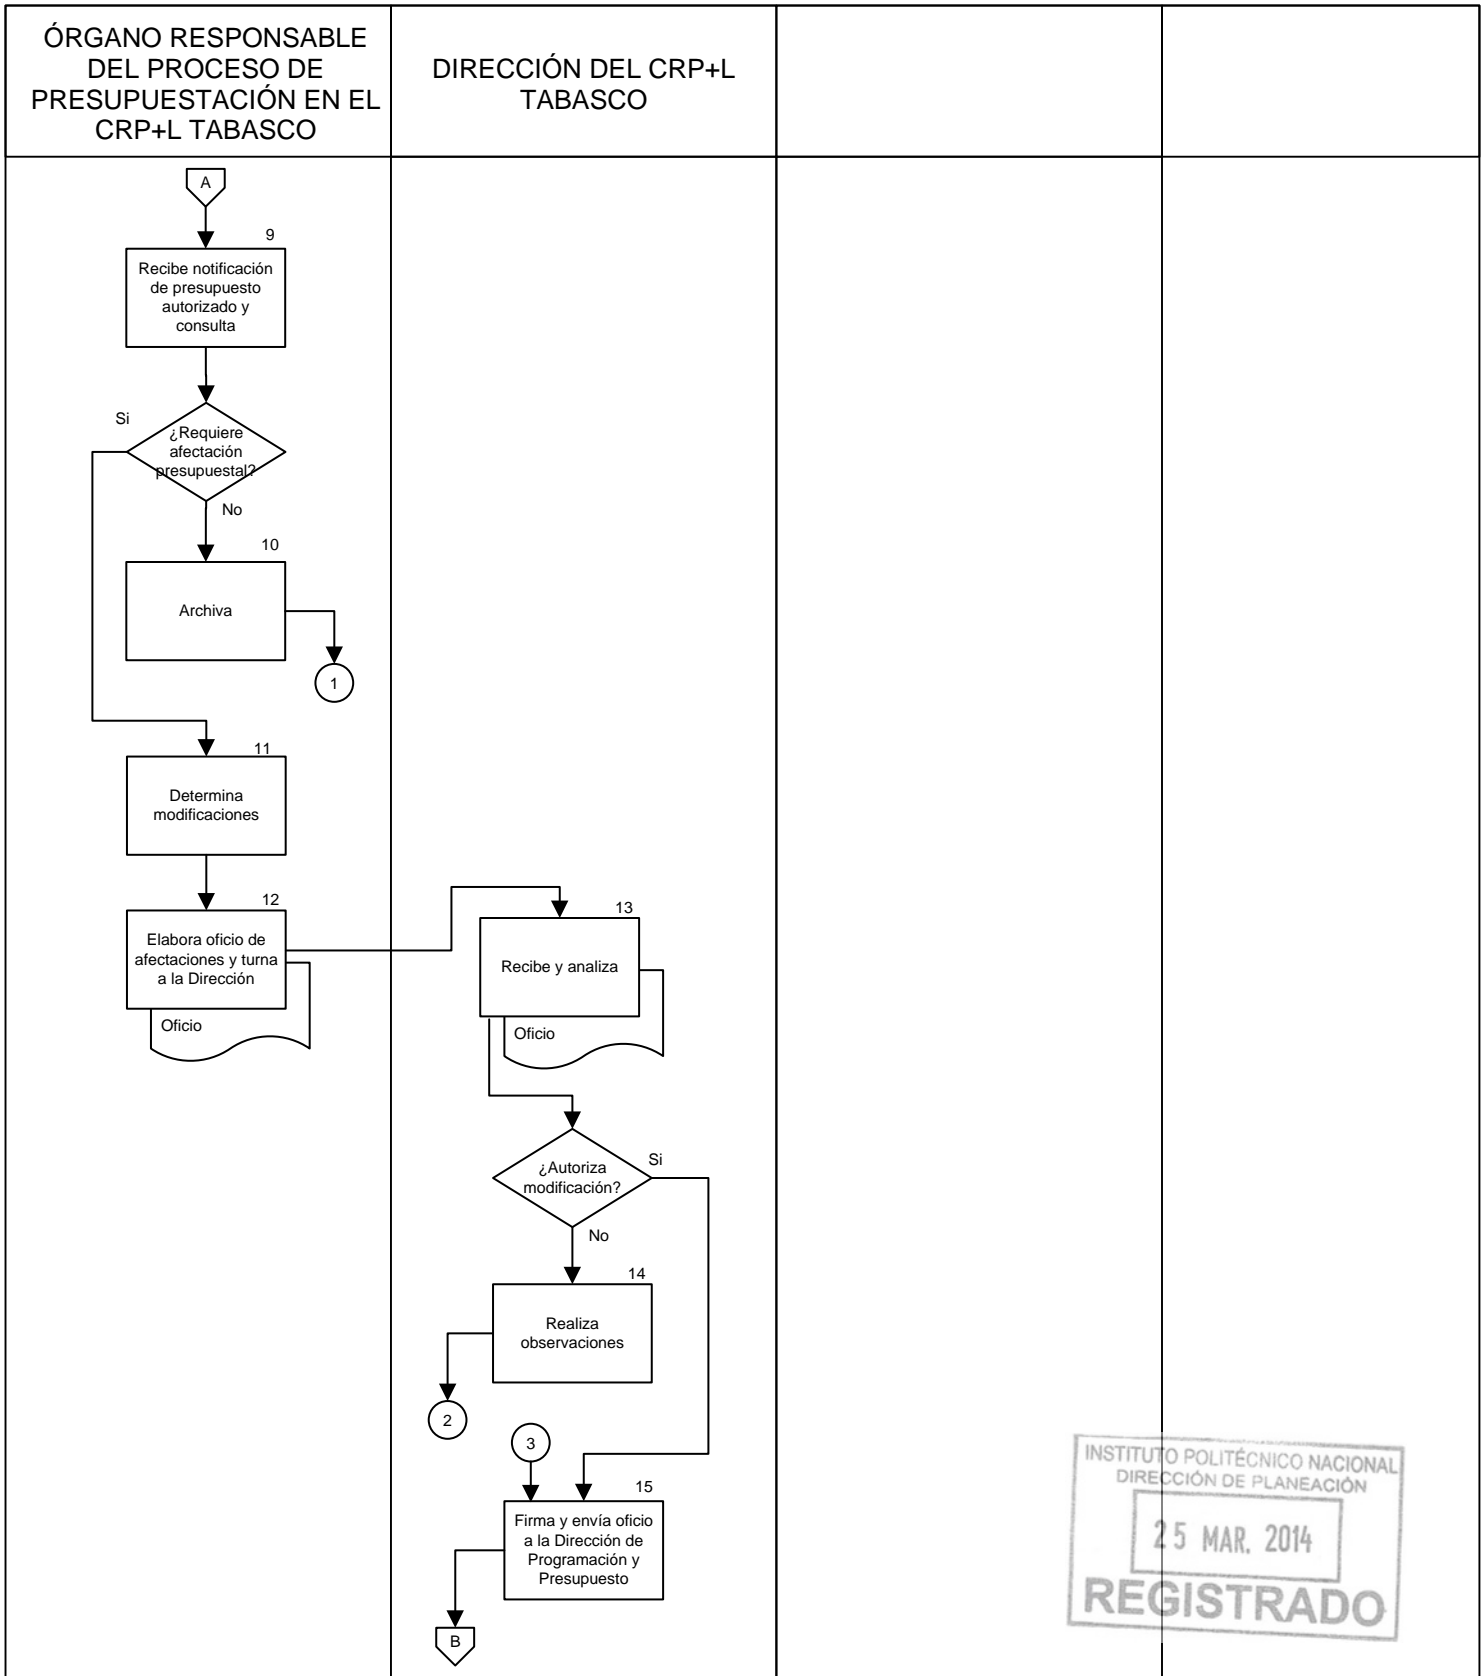 ÓRGANO RESPONSABLE
DEL PROCESO DE
PRESUPUESTACIÓN EN EL
CRP+L TABASCO
DIRECCIÓN DEL CRP+L
TABASCO
A
9
Recibe notificación
de presupuesto
autorizado y
consulta
Si
¿Requiere
afectación
presupuestal?
No
10
Archiva
1
11
Determina
modificaciones
12
Elabora oficio de
afectaciones y turna
a la Dirección
Oficio
13
Recibe y analiza
Oficio
¿Autoriza
modificación?
Si
No
14
Realiza
observaciones
2
3
15
Firma y envía oficio
a la Dirección de
Programación y
Presupuesto
B
INSTITUTO POLITÉCNICO NACIONAL
DIRECCIÓN DE PLANEACIÓN
25 MAR. 2014
REGISTRADO